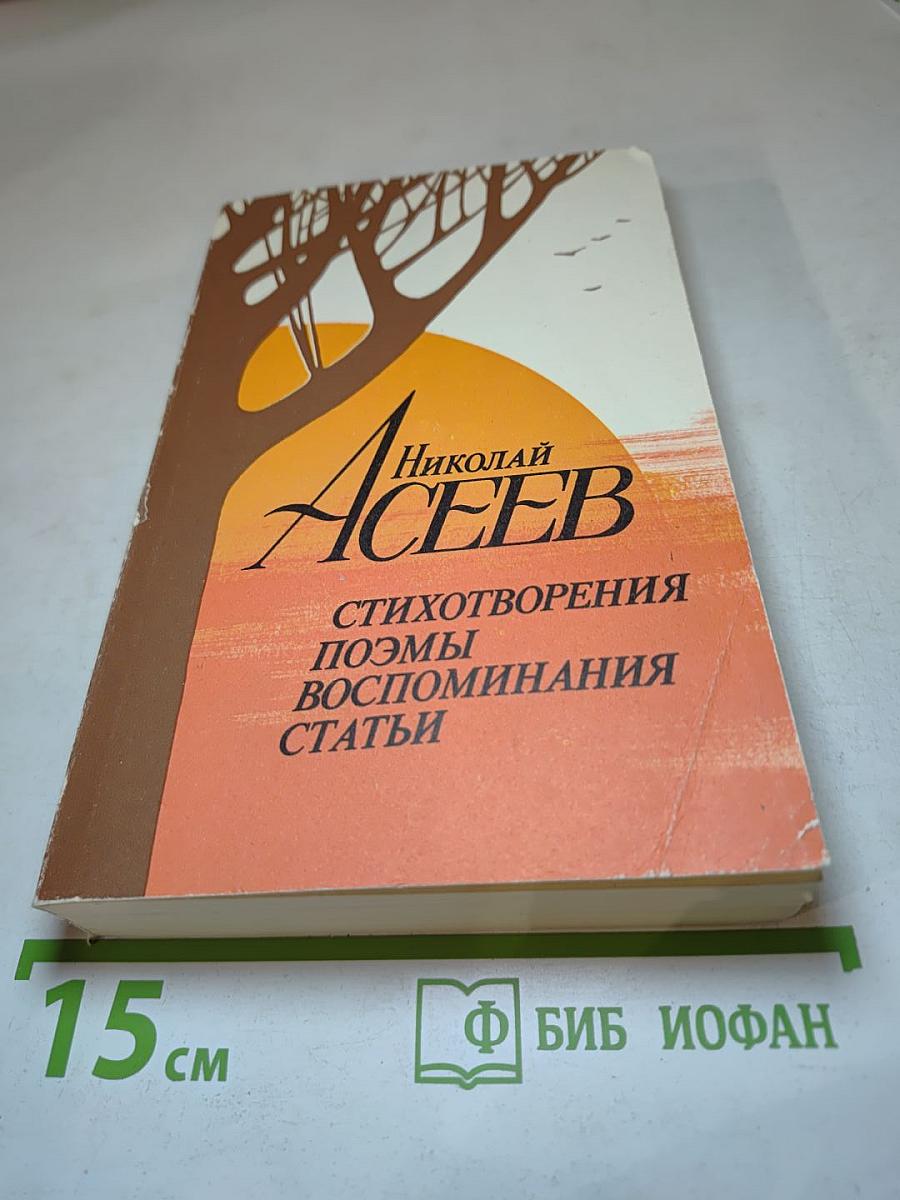 Николай
АСЕЕВ
СТИХОТВОРЕНИЯ
ПОЭМЫ
ВОСПОМИНАНИЯ
СТАТЬИ
15 см
Ф БИБ ИОФАН